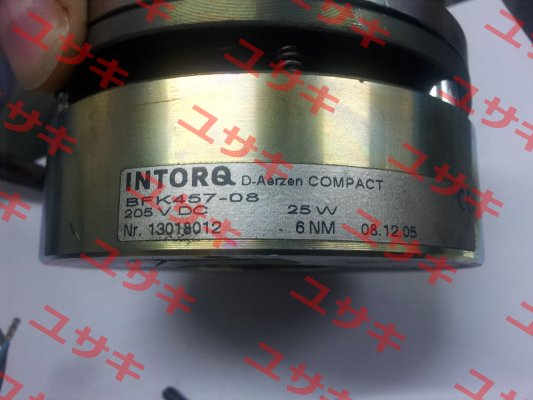 INTORQ D-Aerzen COMPACT
BFK457-08
205 V DC 25 W
Nr. 13018012 6 NM 08.12.05
ユサキ